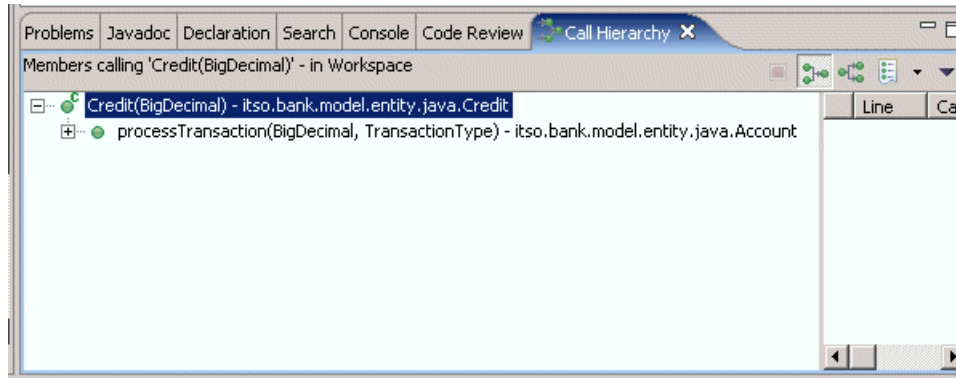 Problems Javadoc Declaration Search Console Code Review Call Hierarchy
Members calling 'Credit(BigDecimal)' - in Workspace
Credit(BigDecimal) - itso.bank.model.entity.java.Credit
Line Ca
processTransaction(BigDecimal, TransactionType) - itso.bank.model.entity.java.Account